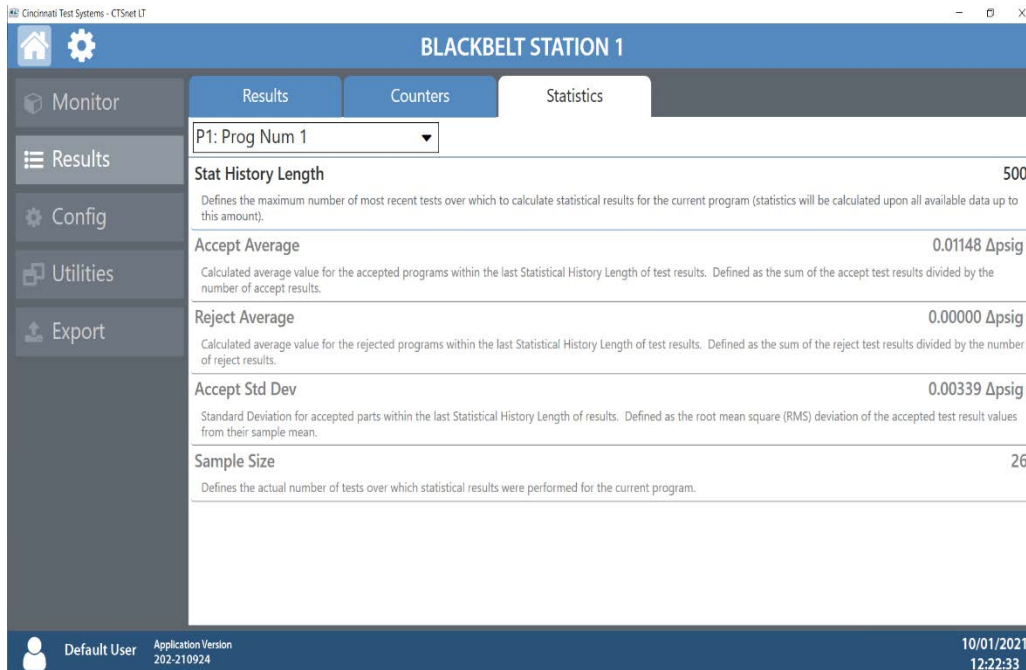 Cincinnati Test Systems - CTSnet LT
BLACKBELT STATION 1
Monitor
Results
Config
Utilities
Export
Results Counters Statistics
P1: Prog Num 1
Stat History Length 500
Defines the maximum number of most recent tests over which to calculate statistical results for the current program (statistics will be calculated upon all available data up to
this amount).
Accept Average 0.01148 Δpsig
Calculated average value for the accepted programs within the last Statistical History Length of test results. Defined as the sum of the accept test results divided by the
number of accept results.
Reject Average 0.00000 Δpsig
Calculated average value for the rejected programs within the last Statistical History Length of test results. Defined as the sum of the reject test results divided by the number
of reject results.
Accept Std Dev 0.00339 Δpsig
Standard Deviation for accepted parts within the last Statistical History Length of results. Defined as the root mean square (RMS) deviation of the accepted test result values
from their sample mean.
Sample Size 26
Defines the actual number of tests over which statistical results were performed for the current program.
Default User
Application Version
202-210924
10/01/2021
12:22:33